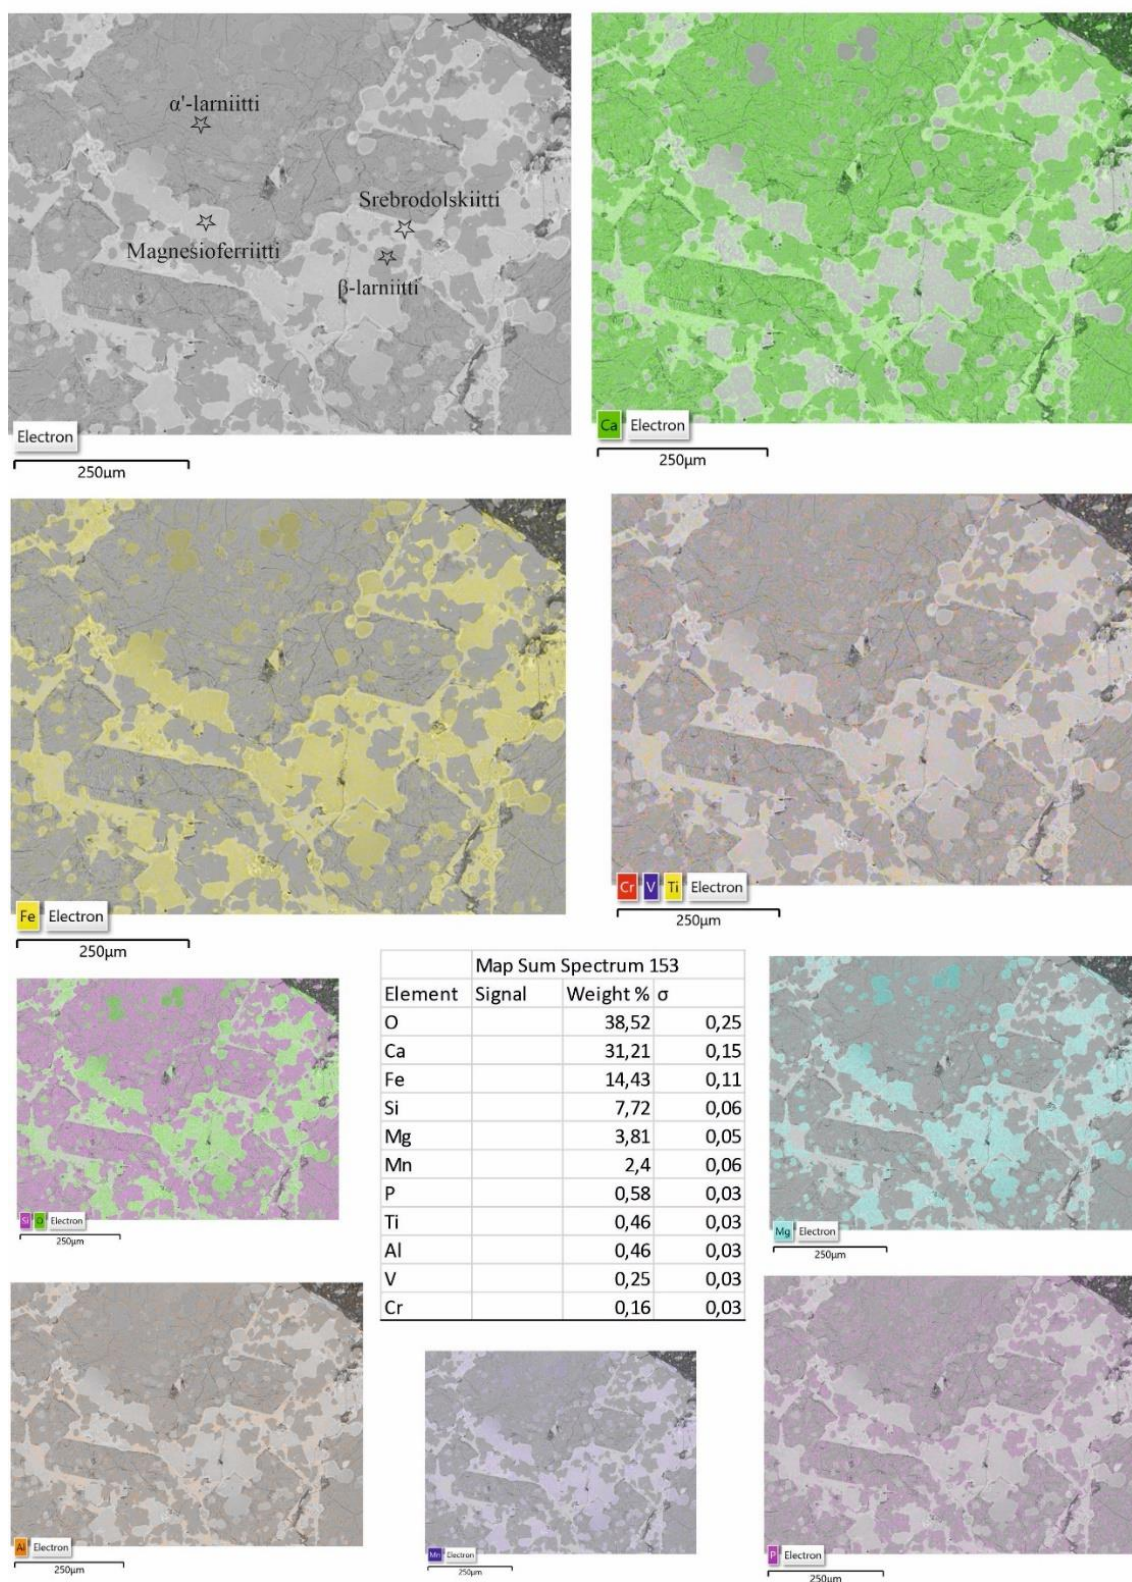 α'-larniitti
Srebrodolskiitti
Magnesioferriitti
β-larniitti
Electron
250µm
Ca Electron
250µm
Fe Electron
250µm
Cr V Ti Electron
250µm
Map Sum Spectrum 153
Element Signal Weight % σ
O 38,52 0,25
Ca 31,21 0,15
Fe 14,43 0,11
Si 7,72 0,06
Mg 3,81 0,05
Mn 2,4 0,06
P 0,58 0,03
Ti 0,46 0,03
Al 0,46 0,03
V 0,25 0,03
Cr 0,16 0,03
Si O Electron
250µm
Mg Electron
250µm
Al Electron
250µm
Mn Electron
250µm
P Electron
250µm